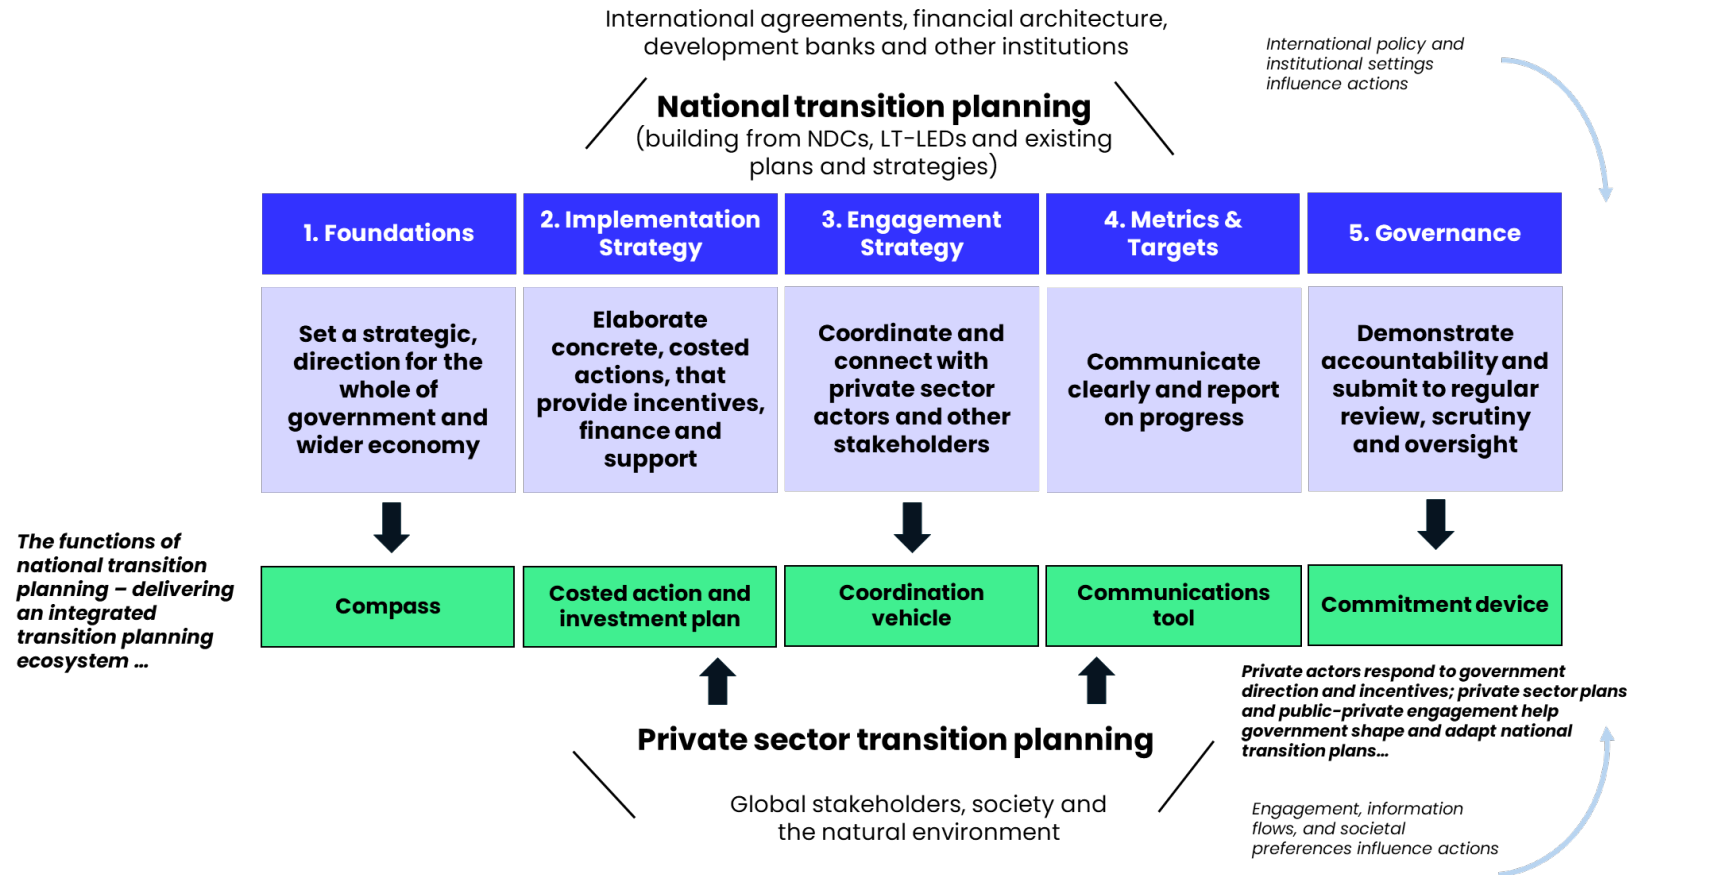 International agreements, financial architecture,
development banks and other institutions
International policy and
institutional settings
influence actions
National transition planning
(building from NDCs, LT-LEDs and existing
plans and strategies)
1. Foundations
2. Implementation
Strategy
3. Engagement
Strategy
4. Metrics &
Targets
5. Governance
Set a strategic,
direction for the
whole of
government and
wider economy
Elaborate
concrete, costed
actions, that
provide incentives,
finance and
support
Coordinate and
connect with
private sector
actors and other
stakeholders
Communicate
clearly and report
on progress
Demonstrate
accountability and
submit to regular
review, scrutiny
and oversight
The functions of
national transition
planning – delivering
an integrated
transition planning
ecosystem ...
Compass
Costed action and
investment plan
Coordination
vehicle
Communications
tool
Commitment device
Private actors respond to government
direction and incentives; private sector plans
and public-private engagement help
government shape and adapt national
transition plans...
Private sector transition planning
Global stakeholders, society and
the natural environment
Engagement, information
flows, and societal
preferences influence actions